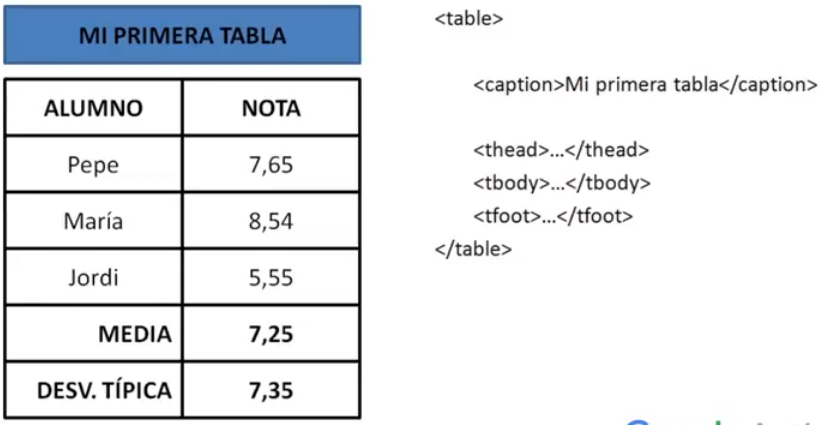 MI PRIMERA TABLA
ALUMNO NOTA
Pepe 7,65
María 8,54
Jordi 5,55
MEDIA 7,25
DESV. TÍPICA 7,35
<table>
<caption>Mi primera tabla</caption>
<thead>...</thead>
<tbody>...</tbody>
<tfoot>...</tfoot>
</table>